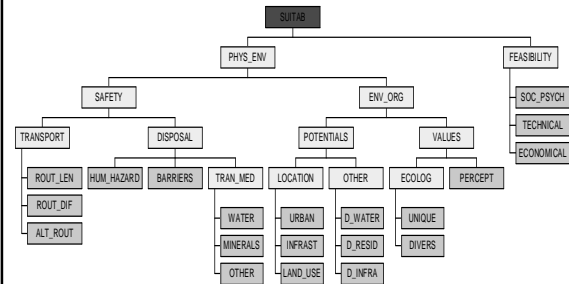 SUITAB
PHYS_ENV
FEASIBILITY
SAFETY
ENV_ORG
SOC_PSYCH
TECHNICAL
ECONOMICAL
TRANSPORT
DISPOSAL
POTENTIALS
VALUES
ROUT_LEN
ROUT_DIF
ALT_ROUT
HUM_HAZARD
BARRIERS
TRAN_MED
LOCATION
OTHER
ECOLOG
PERCEPT
WATER
MINERALS
OTHER
URBAN
INFRAST
LAND_USE
D_WATER
D_RESID
D_INFRA
UNIQUE
DIVERS